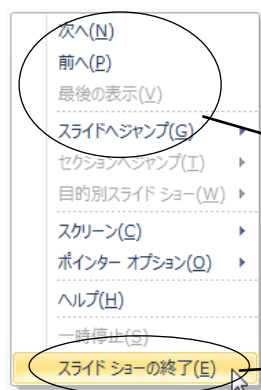 次へ(N)
前へ(P)
最後の表示(V)
スライドへジャンプ(G)
セクションへジャンプ(T)
目的別スライド ショー(W)
スクリーン(C)
ポインター オプション(O)
ヘルプ(H)
一時停止(S)
スライド ショーの終了(E)